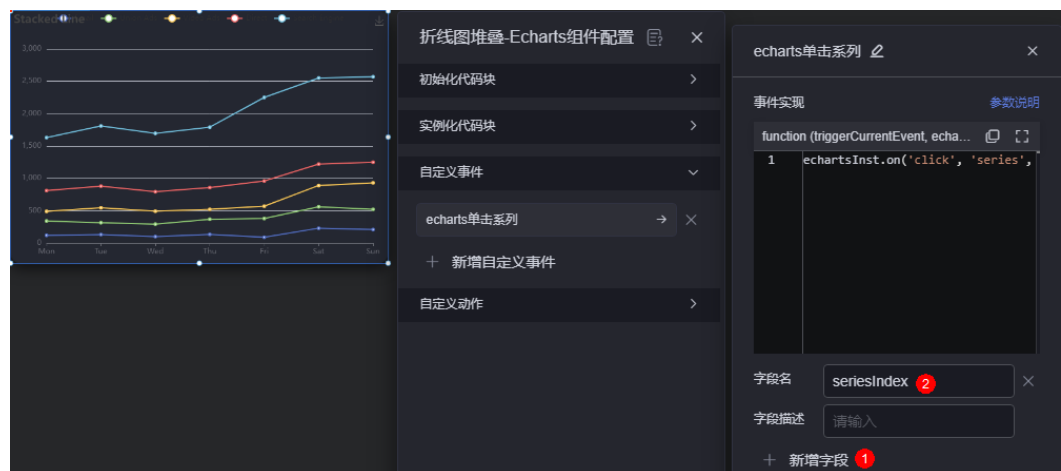 Stacked Line
3,000
2,500
2,000
1,500
1,000
500
0
Mon Tue Wed Thu Fri Sat Sun
折线图堆叠-Echarts组件配置
初始化代码块
实例化代码块
自定义事件
echarts单击系列
新增自定义事件
自定义动作
echarts单击系列
事件实现 参数说明
function (triggerCurrentEvent, echa...
1 echartsInst.on('click', 'series',
字段名 seriesIndex 2
字段描述 请输入
新增字段 1